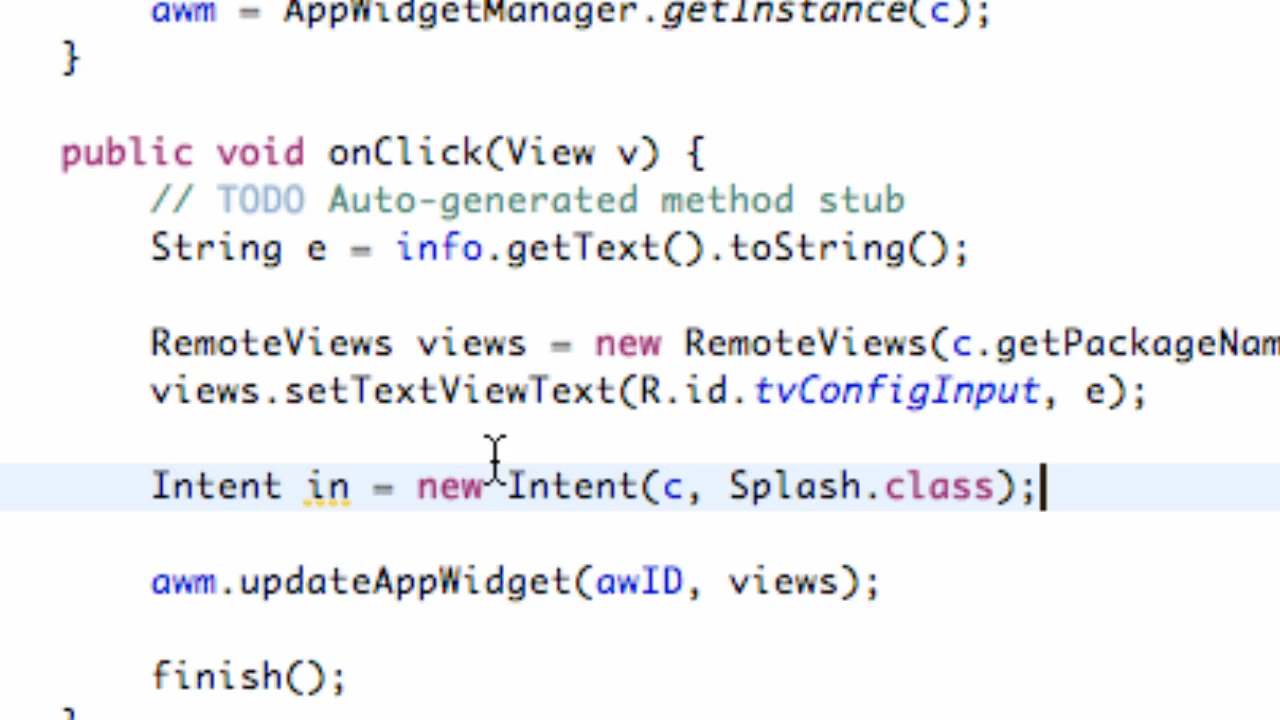 awm = AppWidgetManager.getInstance(c);
}
public void onClick(View v) {
// TODO Auto-generated method stub
String e = info.getText().toString();
RemoteViews views = new RemoteViews(c.getPackageNam
views.setTextViewText(R.id.tvConfigInput, e);
Intent in = new Intent(c, Splash.class);
awm.updateAppWidget(awID, views);
finish();
}